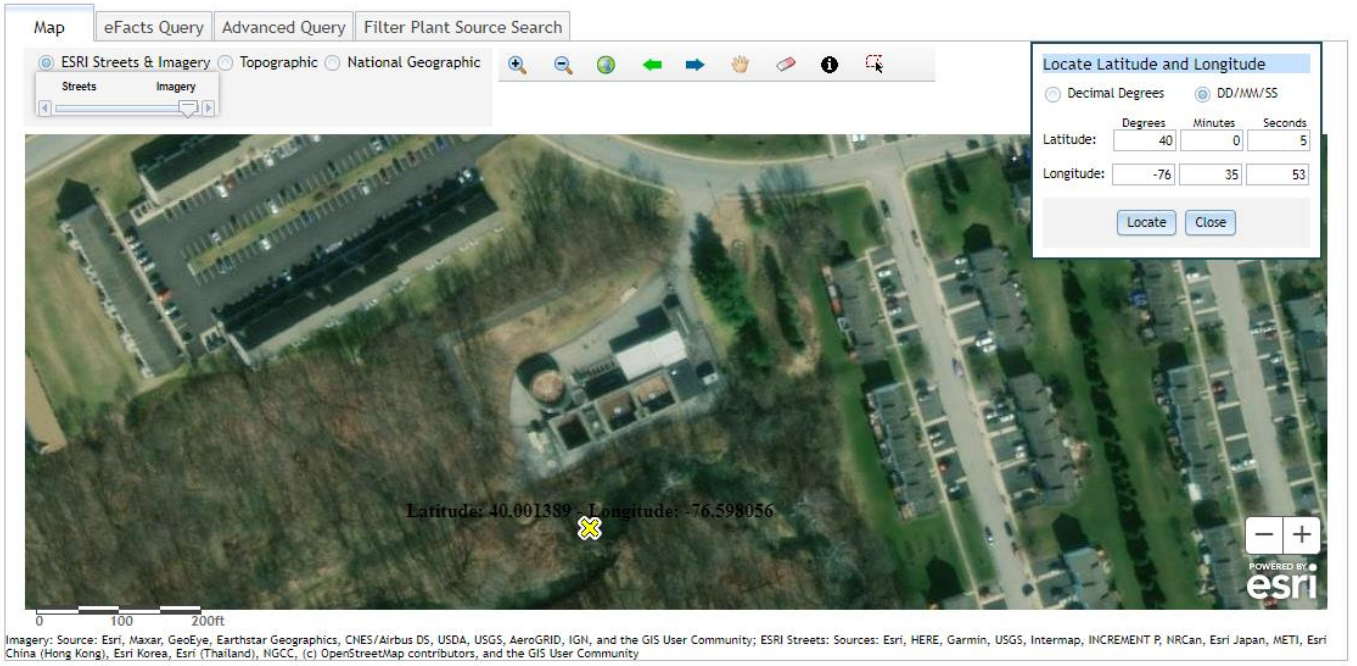 Map eFacts Query Advanced Query Filter Plant Source Search
ESRI Streets & Imagery Topographic National Geographic
Streets Imagery
Locate Latitude and Longitude
Decimal Degrees DD/MM/SS
Degrees Minutes Seconds
Latitude: 40 0 5
Longitude: -76 35 53
Locate Close
Latitude: 40.001389 - Longitude: -76.598056
POWERED BY
esri
0 100 200ft
Imagery: Source: Esri, Maxar, GeoEye, Earthstar Geographics, CNES/Airbus DS, USDA, USGS, AeroGRID, IGN, and the GIS User Community; ESRI Streets: Sources: Esri, HERE, Garmin, USGS, Intermap, INCREMENT P, NRCan, Esri Japan, METI, Esri
China (Hong Kong), Esri Korea, Esri (Thailand), NGCC, (c) OpenStreetMap contributors, and the GIS User Community